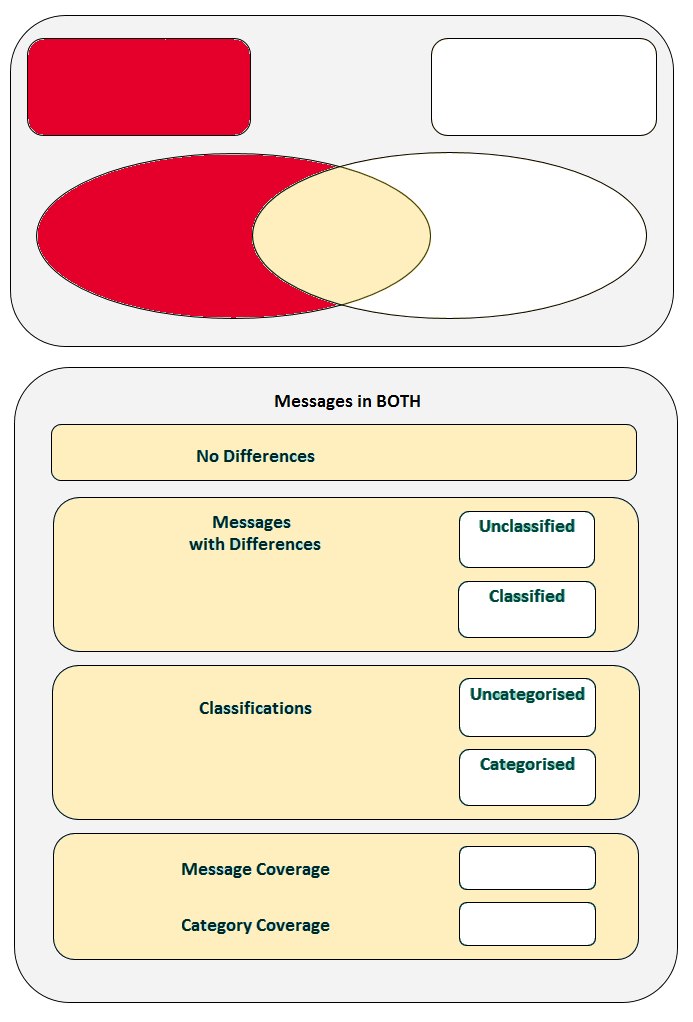 Messages in BOTH
No Differences
Messages
with Differences
Unclassified
Classified
Classifications
Uncategorised
Categorised
Message Coverage
Category Coverage